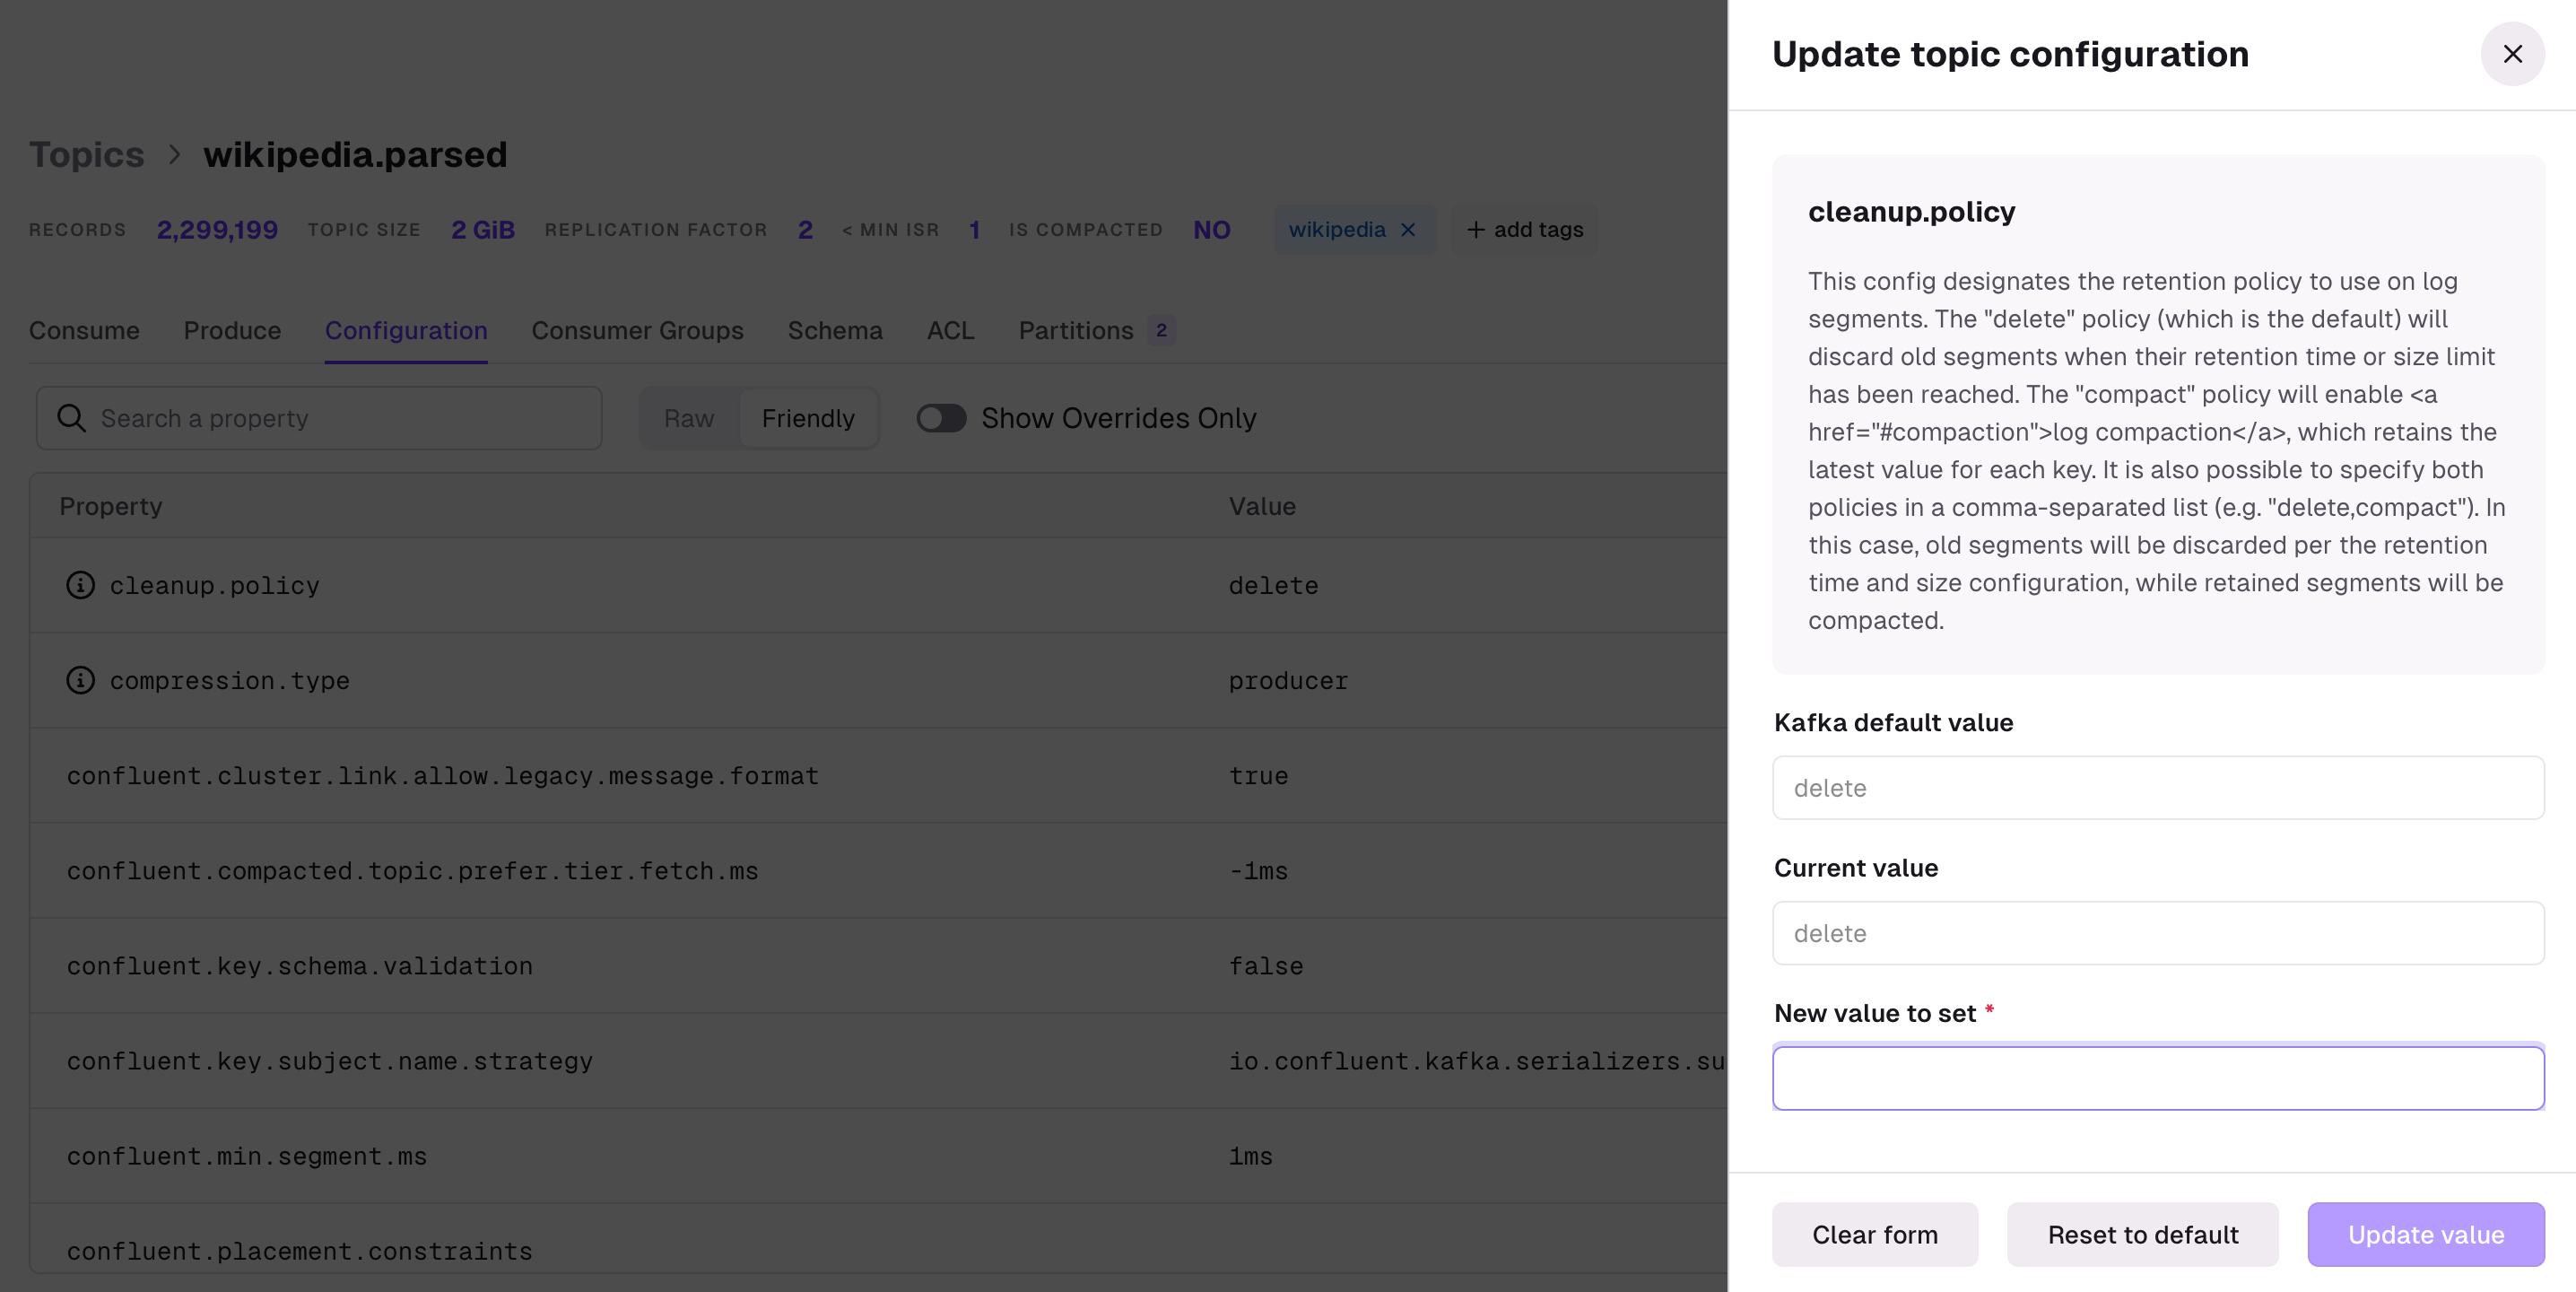 Topics > wikipedia.parsed
RECORDS 2,299,199 TOPIC SIZE 2 GiB REPLICATION FACTOR 2 < MIN ISR 1 IS COMPACTED NO wikipedia × + add tags
Consume Produce Configuration Consumer Groups Schema ACL Partitions 2
Search a property Raw Friendly Show Overrides Only
Property Value
cleanup.policy delete
compression.type producer
confluent.cluster.link.allow.legacy.message.format true
confluent.compacted.topic.prefer.tier.fetch.ms -1ms
confluent.key.schema.validation false
confluent.key.subject.name.strategy io.confluent.kafka.serializers.su
confluent.min.segment.ms 1ms
confluent.placement.constraints
Update topic configuration
cleanup.policy
This config designates the retention policy to use on log
segments. The "delete" policy (which is the default) will
discard old segments when their retention time or size limit
has been reached. The "compact" policy will enable <a
href="#compaction">log compaction</a>, which retains the
latest value for each key. It is also possible to specify both
policies in a comma-separated list (e.g. "delete,compact"). In
this case, old segments will be discarded per the retention
time and size configuration, while retained segments will be
compacted.
Kafka default value
delete
Current value
delete
New value to set *
Clear form Reset to default Update value